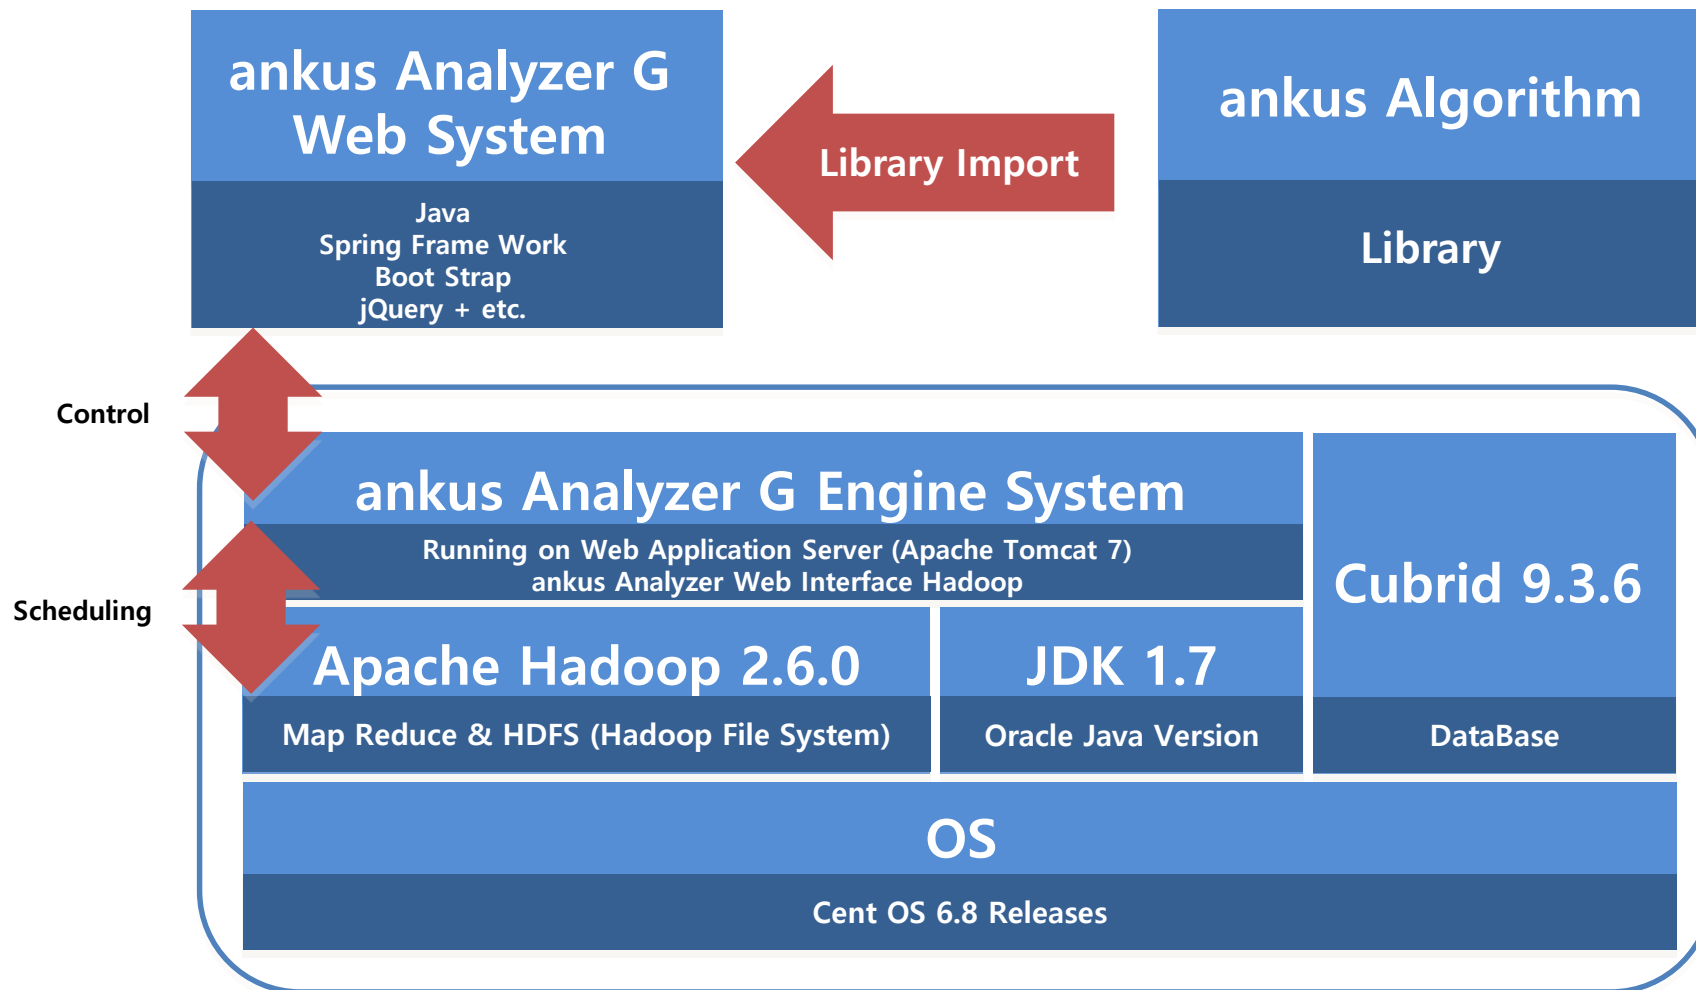 ankus Analyzer G
Web System
Java
Spring Frame Work
Boot Strap
jQuery + etc.
Library Import
ankus Algorithm
Library
Control
Scheduling
ankus Analyzer G Engine System
Running on Web Application Server (Apache Tomcat 7)
ankus Analyzer Web Interface Hadoop
Apache Hadoop 2.6.0
Map Reduce & HDFS (Hadoop File System)
JDK 1.7
Oracle Java Version
Cubrid 9.3.6
DataBase
OS
Cent OS 6.8 Releases